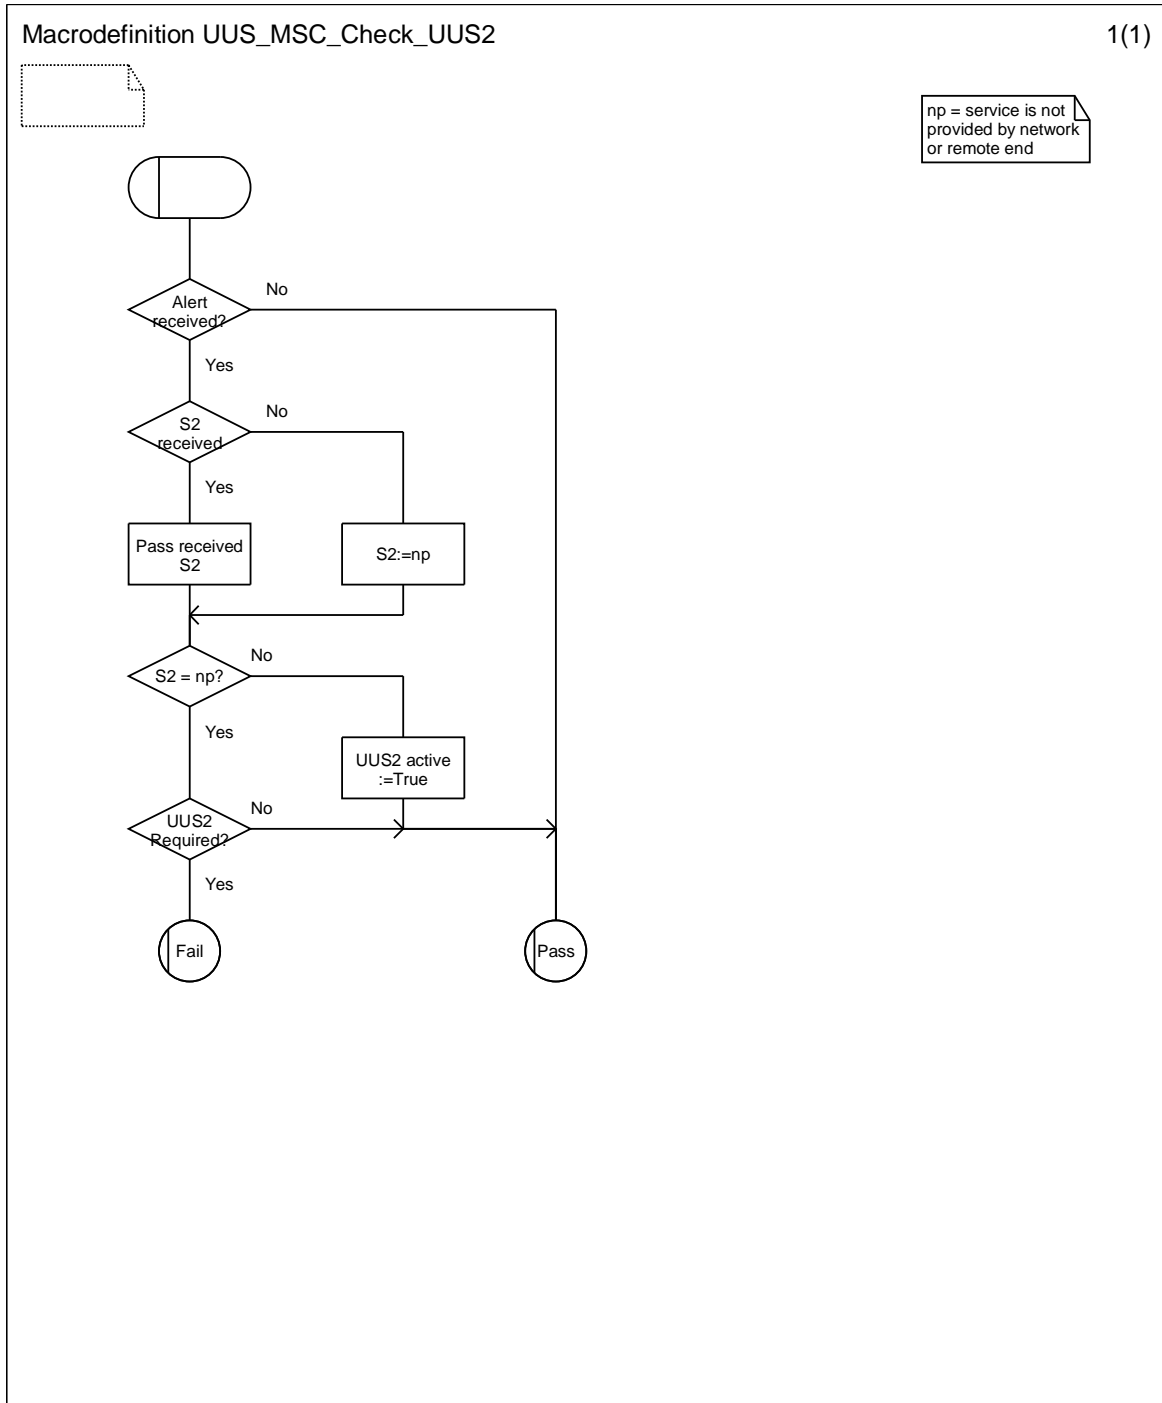 Macrodefinition UUS_MSC_Check_UUS2
1(1)
np = service is not
provided by network
or remote end
Alert
received?
No
Yes
S2
received
No
Yes
Pass received
S2
S2:=np
S2 = np?
No
Yes
UUS2 active
:=True
UUS2
Required?
No
Yes
Fail
Pass